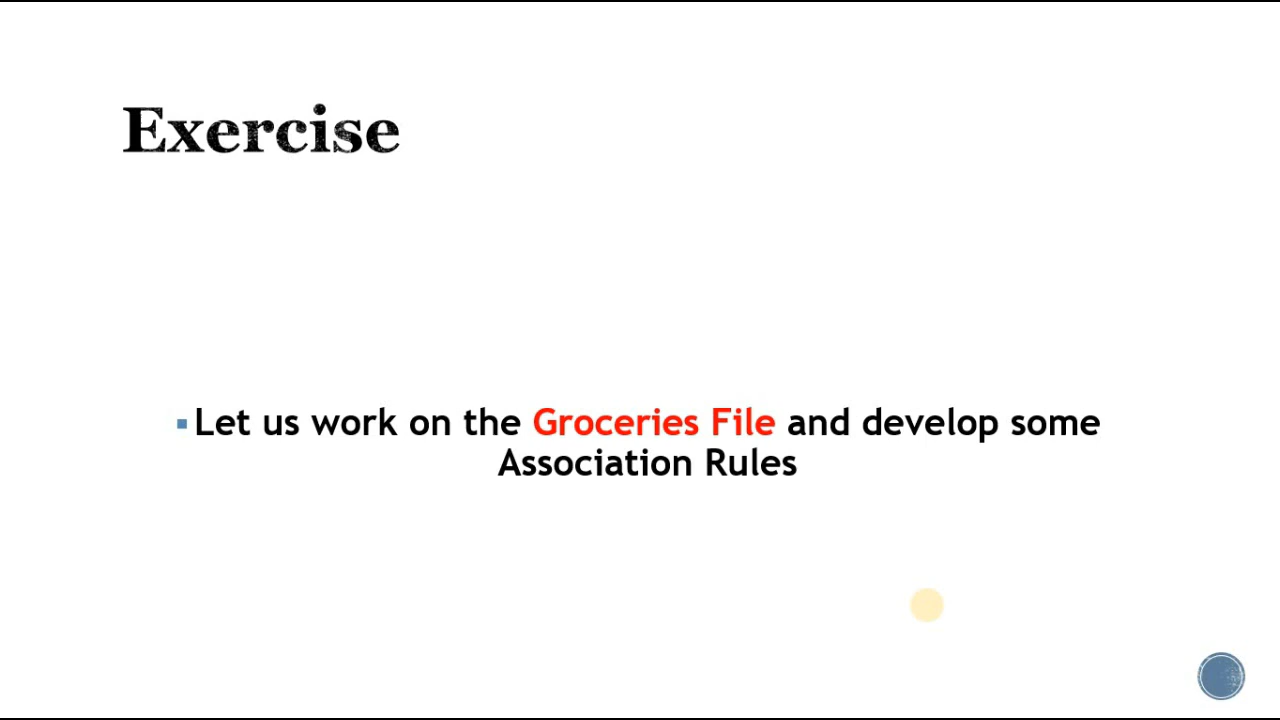 Exercise
▪Let us work on the Groceries File and develop some
Association Rules